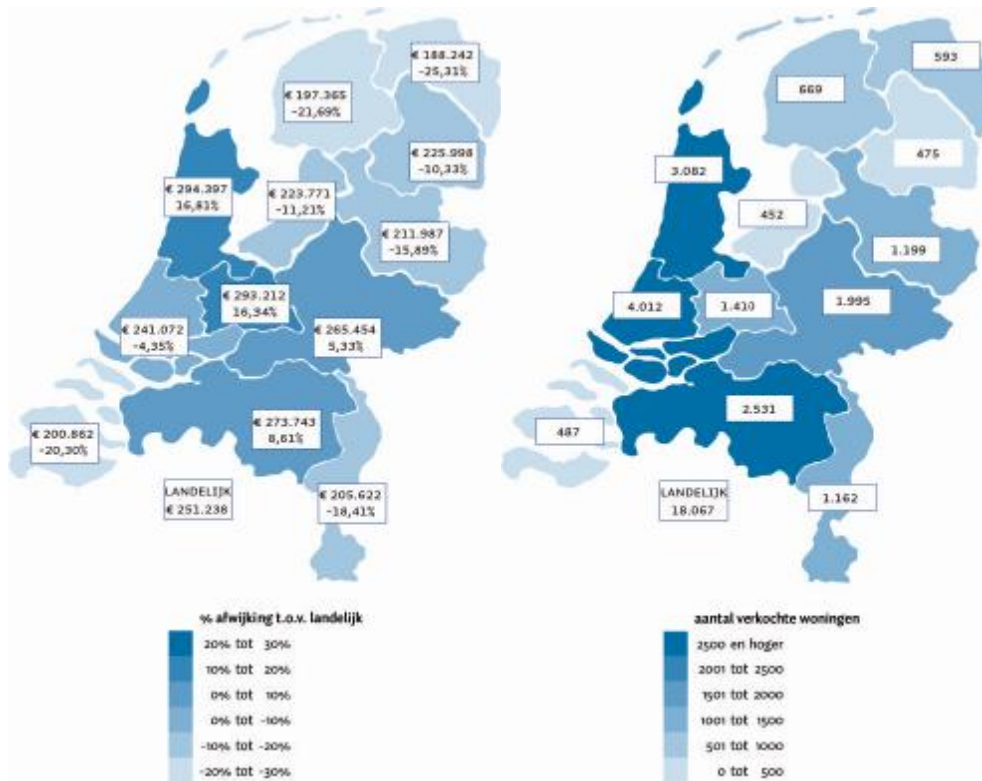 € 188.242
-25,31%
€ 197.365
-21,69%
€ 225.998
-10,33%
€ 294.397
16,81%
€ 223.771
-11,21%
€ 211.987
-15,89%
€ 293.212
16,34%
€ 241.072
-4,35%
€ 265.454
5,33%
€ 273.743
8,61%
€ 200.862
-20,30%
€ 205.622
-18,41%
LANDELIJK
€ 251.238
% afwijking t.o.v. landelijk
20% tot 30%
10% tot 20%
0% tot 10%
0% tot -10%
-10% tot -20%
-20% tot -30%
593
669
475
3.082
452
1.199
4.012
1.410
1.995
2.531
487
1.162
LANDELIJK
18.067
aantal verkochte woningen
2500 en hoger
2001 tot 2500
1501 tot 2000
1001 tot 1500
501 tot 1000
0 tot 500